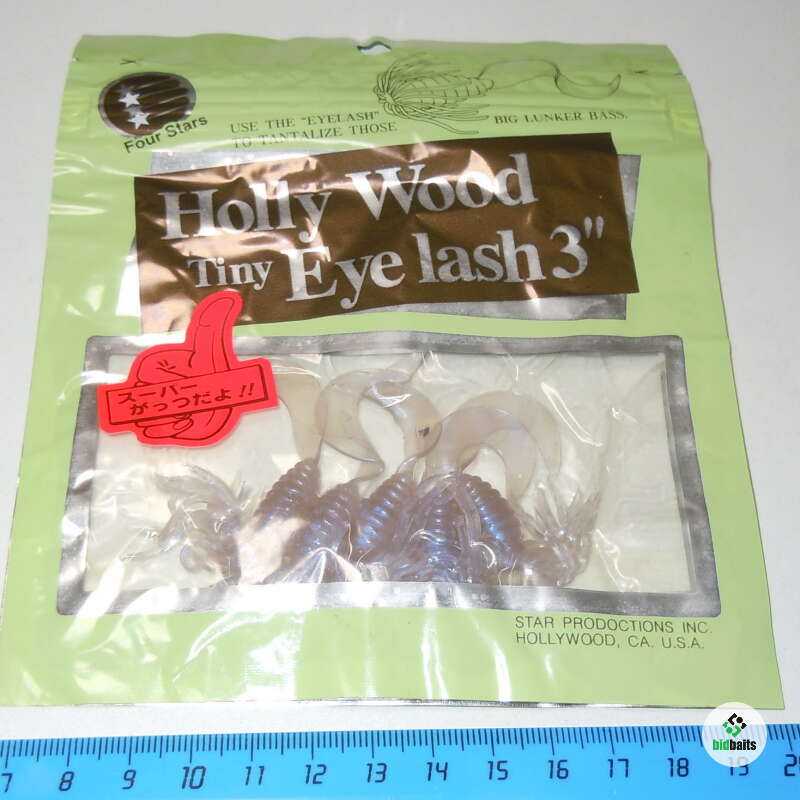 Four Stars
USE THE "EYELASH"
TO TANTALIZE THOSE
BIG LUNKER BASS.
Holly Wood
Tiny Eye lash 3"
スーパー
がっつだよ!!
STAR PRODOCTIONS INC.
HOLLYWOOD, CA. U.S.A.
7 8 9 10 11 12 13 14 15 16 17 18 19
bidbaits